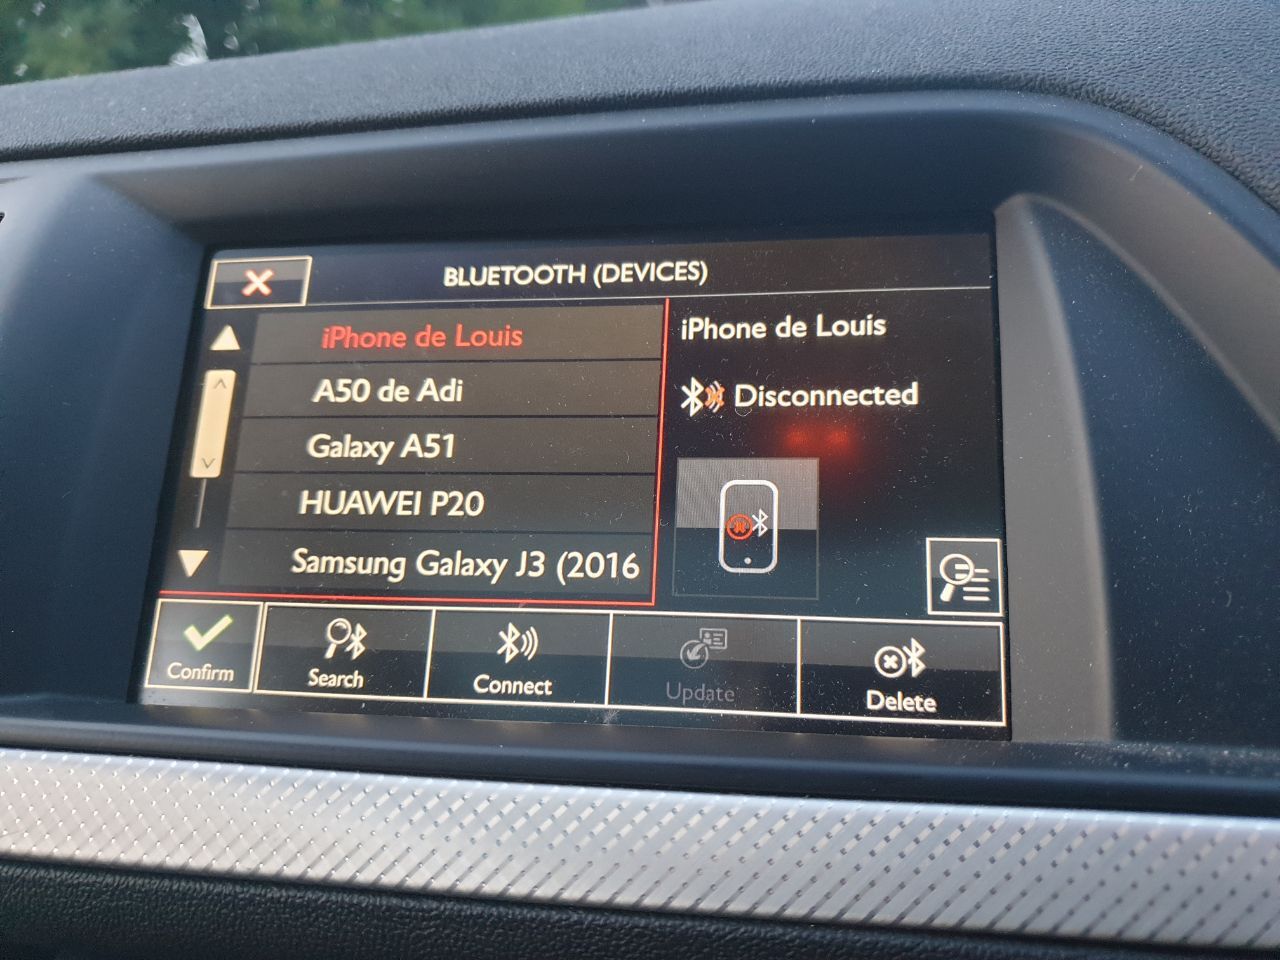 BLUETOOTH (DEVICES)
iPhone de Louis
A50 de Adi
Galaxy A51
HUAWEI P20
Samsung Galaxy J3 (2016
iPhone de Louis
Disconnected
Confirm
Search
Connect
Update
Delete